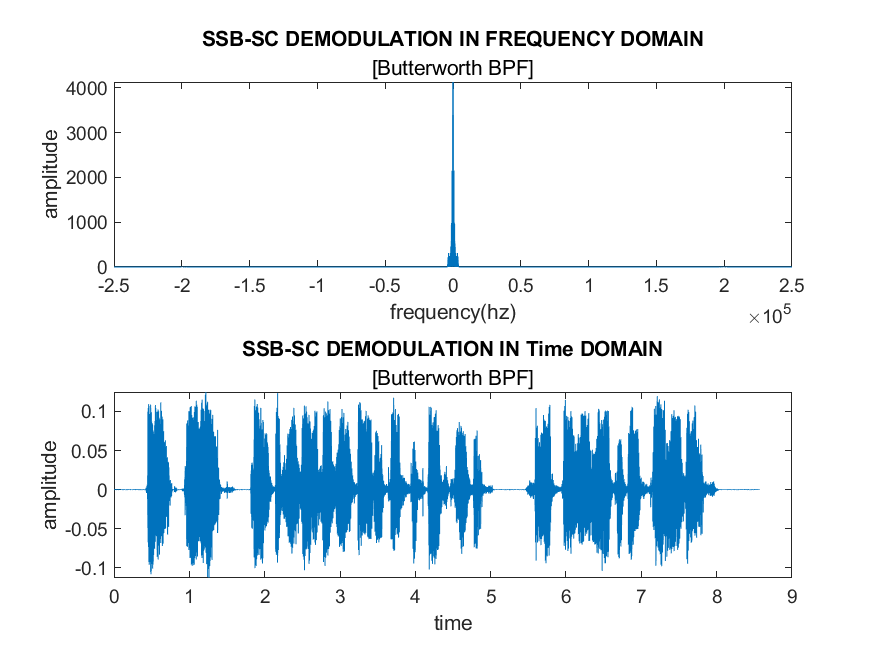 SSB-SC DEMODULATION IN FREQUENCY DOMAIN
[Butterworth BPF]
4000
3000
2000
1000
0
amplitude
-2.5 -2 -1.5 -1 -0.5 0 0.5 1 1.5 2 2.5
frequency(hz)
×10^5
SSB-SC DEMODULATION IN Time DOMAIN
[Butterworth BPF]
0.1
0.05
0
-0.05
-0.1
amplitude
0 1 2 3 4 5 6 7 8 9
time